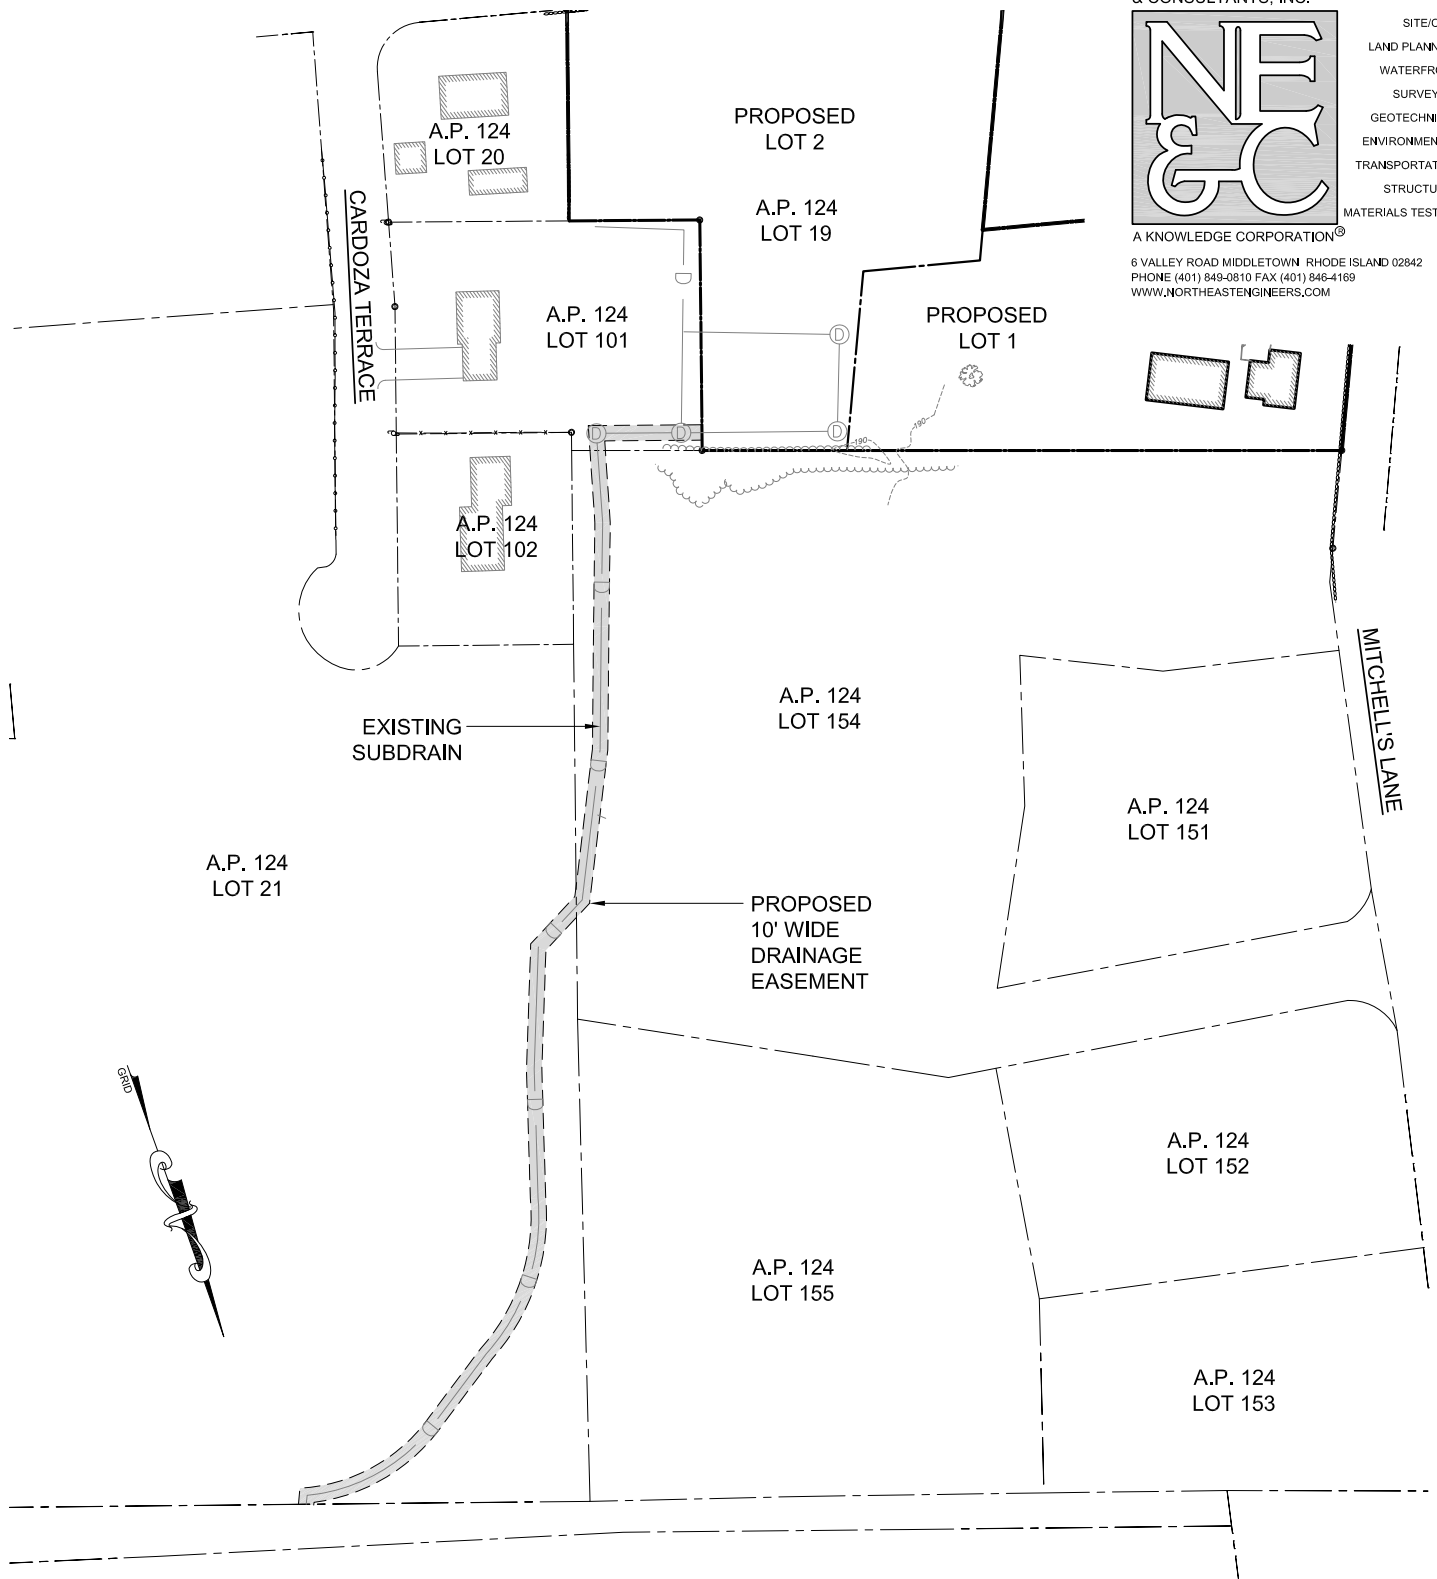 & CONSULTANTS, INC.
NE
&C
SITE/C
LAND PLANN
WATERFRO
SURVEY
GEOTECHNI
ENVIRONMEN
TRANSPORTAT
STRUCTU
MATERIALS TEST
A KNOWLEDGE CORPORATION®
6 VALLEY ROAD MIDDLETOWN RHODE ISLAND 02842
PHONE (401) 849-0810 FAX (401) 846-4169
WWW.NORTHEASTENGINEERS.COM
A.P. 124
LOT 20
PROPOSED
LOT 2
A.P. 124
LOT 19
CARDOZA TERRACE
A.P. 124
LOT 101
D
PROPOSED
LOT 1
D
D
D
D
-190-
-190-
A.P. 124
LOT 102
MITCHELL'S LANE
EXISTING
SUBDRAIN
A.P. 124
LOT 154
A.P. 124
LOT 151
A.P. 124
LOT 21
PROPOSED
10' WIDE
DRAINAGE
EASEMENT
GRID
A.P. 124
LOT 152
A.P. 124
LOT 155
A.P. 124
LOT 153